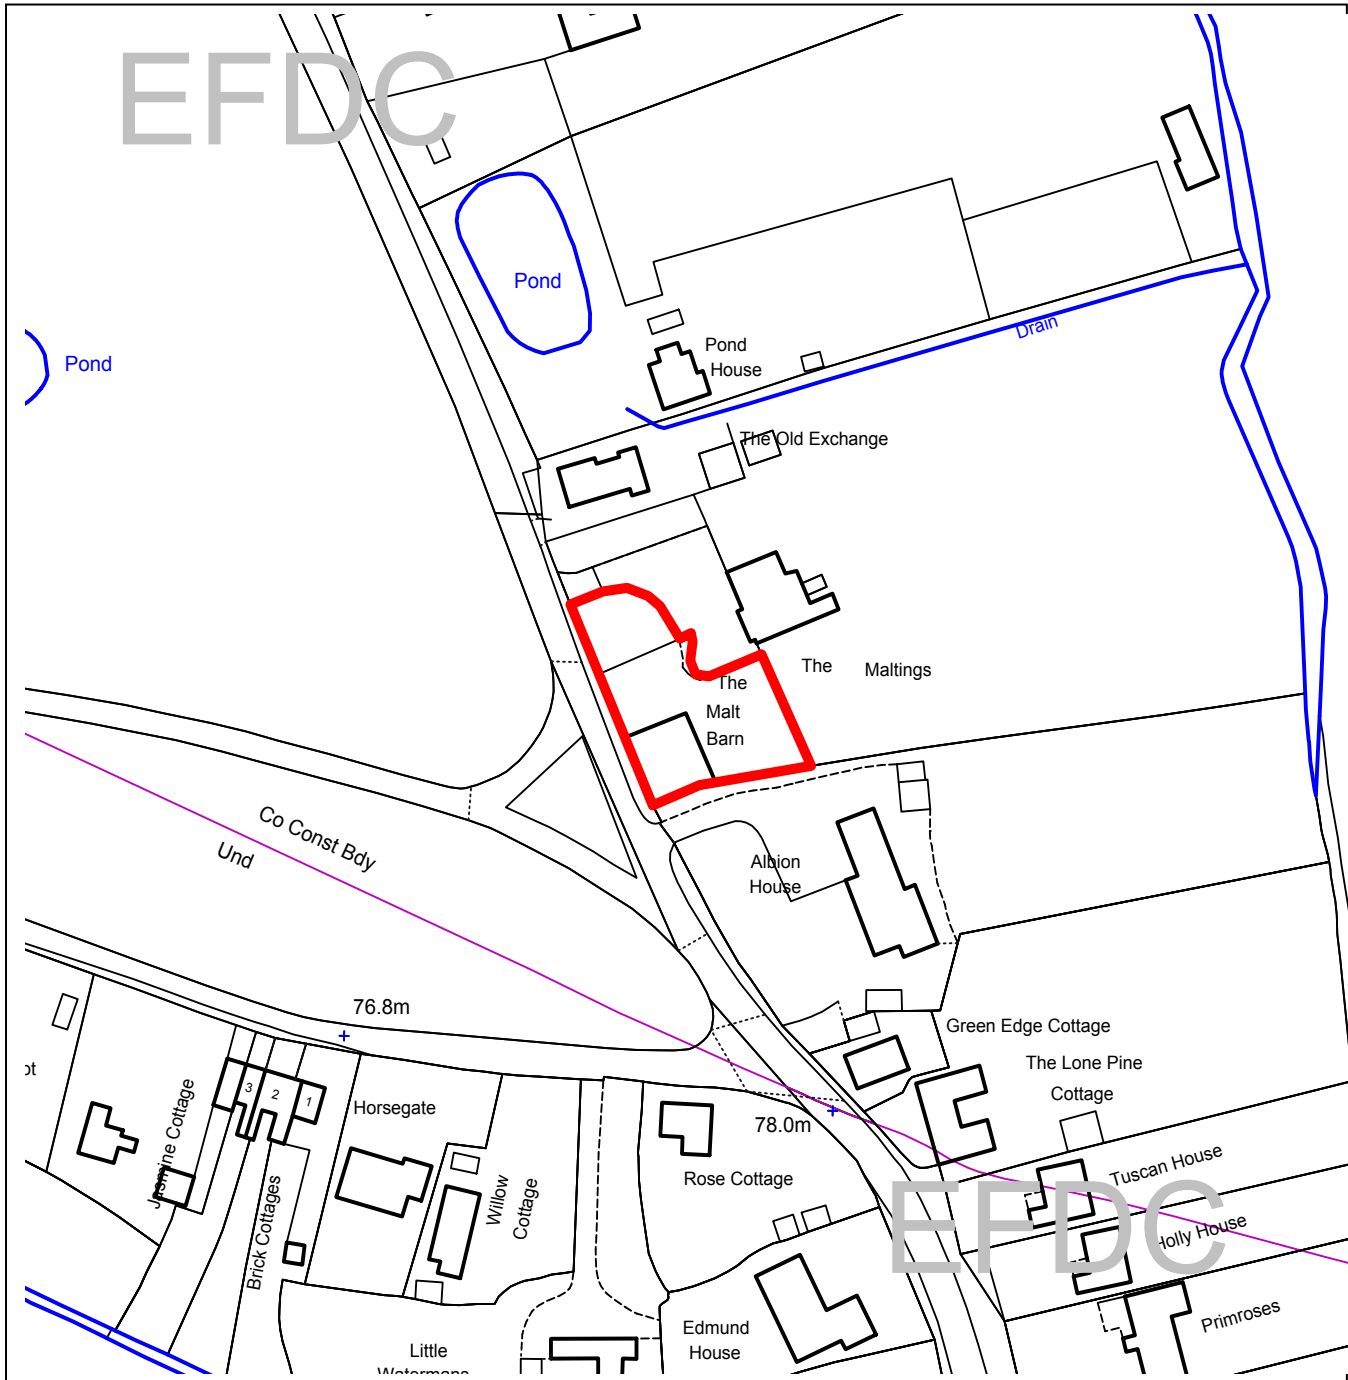 EFDC
Pond
Pond
Pond
House
Drain
The Old Exchange
The
Malt
Barn
The Maltings
Co Const Bdy
Und
Albion
House
76.8m
Green Edge Cottage
The Lone Pine
Cottage
78.0m
Jasmine Cottage
3
2
1
Horsegate
Brick Cottages
Willow
Cottage
Rose Cottage
Tuscan House
EFDC
Holly House
Primroses
Edmund
House
Little